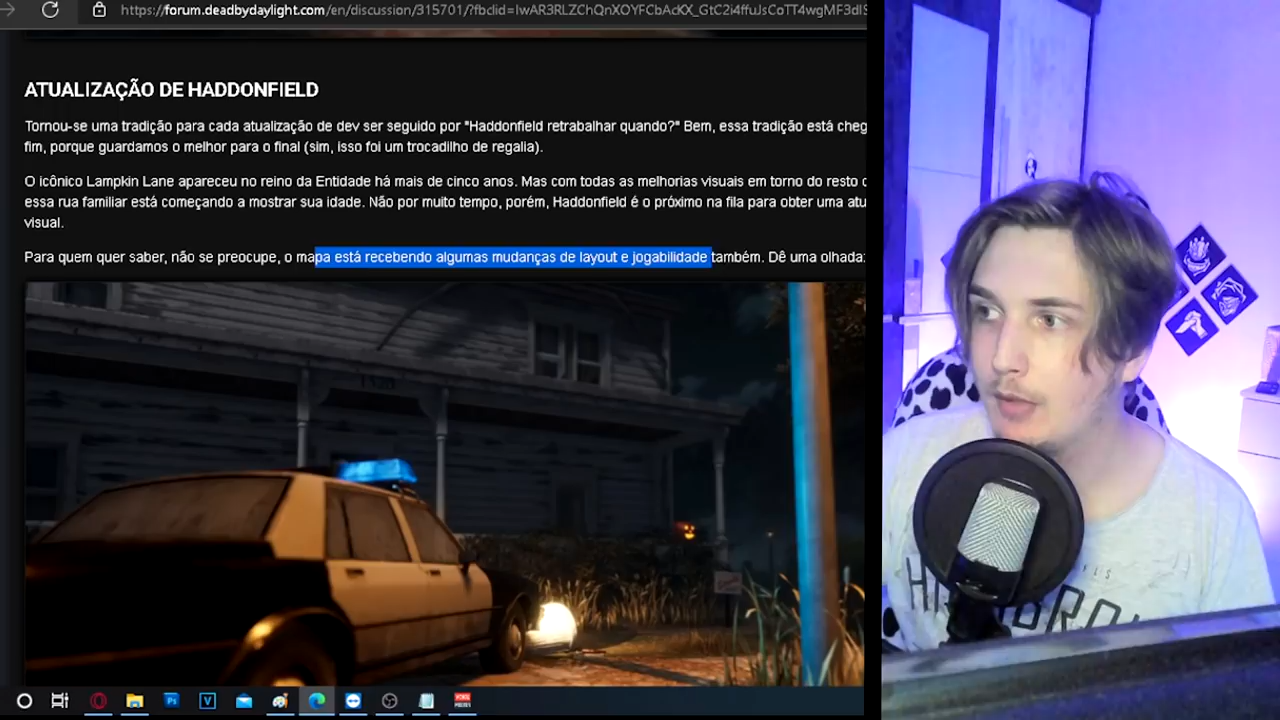 https://forum.deadbydaylight.com/en/discussion/315701/?fbclid=
ATUALIZAÇÃO DE HADDONFIELD
Tornou-se uma tradição para cada atualização de dev ser seguido por "Haddonfield retrabalhar quando?" Bem, essa tradição está cheg
fim, porque guardamos o melhor para o final (sim, isso foi um trocadilho de regalia).
O icônico Lampkin Lane apareceu no reino da Entidade há mais de cinco anos. Mas com todas as melhorias visuais em torno do resto
essa rua familiar está começando a mostrar sua idade. Não por muito tempo, porém, Haddonfield é o próximo na fila para obter uma atu
visual.
Para quem quer saber, não se preocupe, o mapa está recebendo algumas mudanças de layout e jogabilidade também. Dê uma olhada:
Ps
V